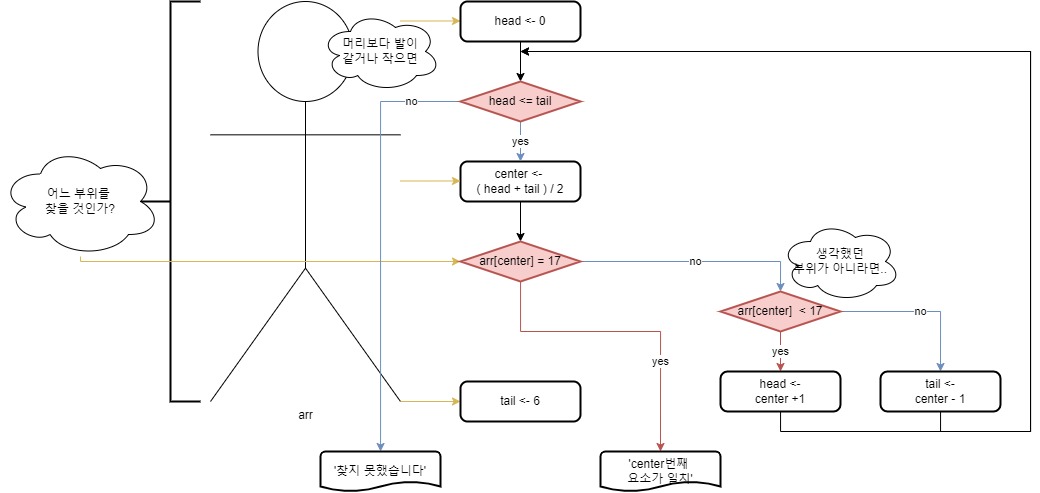 head <- 0
머리보다 발이
같거나 작으면
head <= tail
no
yes
center <-
( head + tail ) / 2
어느 부위를
찾을 것인가?
arr[center] = 17
no
생각했던
부위가 아니라면..
arr[center]  < 17
no
yes
yes
head <-
center +1
tail <-
center - 1
tail <- 6
arr
'찾지 못했습니다'
'center번째
요소가 일치'